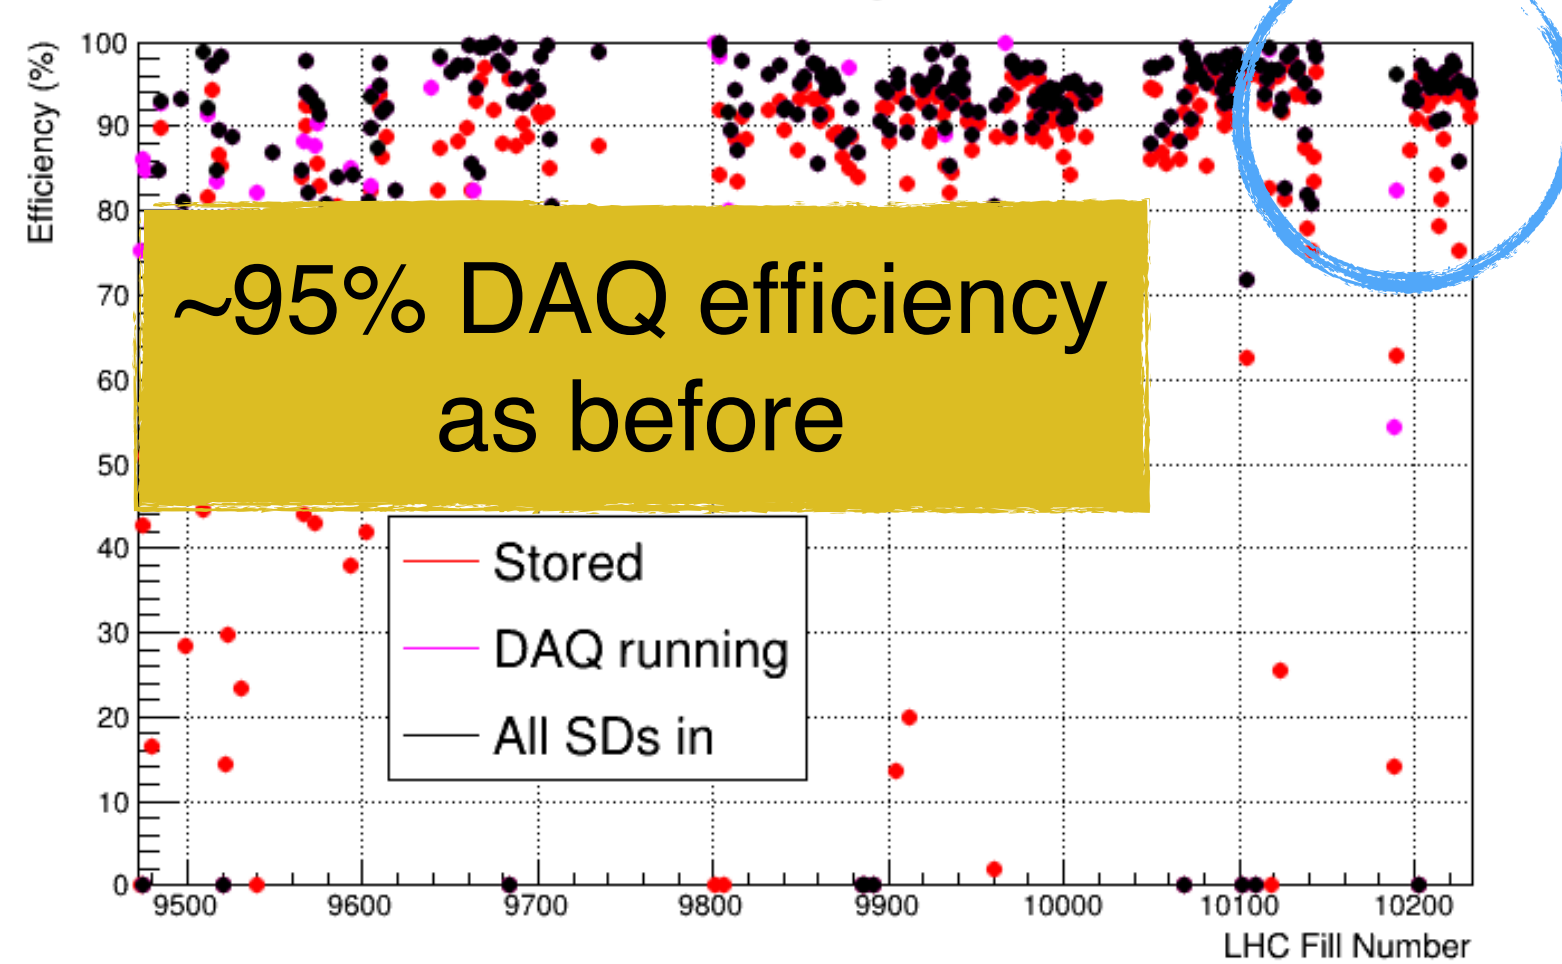 Efficiency (%)
100
90
80
70
60
50
40
30
20
10
0
~95% DAQ efficiency
as before
Stored
DAQ running
All SDs in
9500 9600 9700 9800 9900 10000 10100 10200
LHC Fill Number